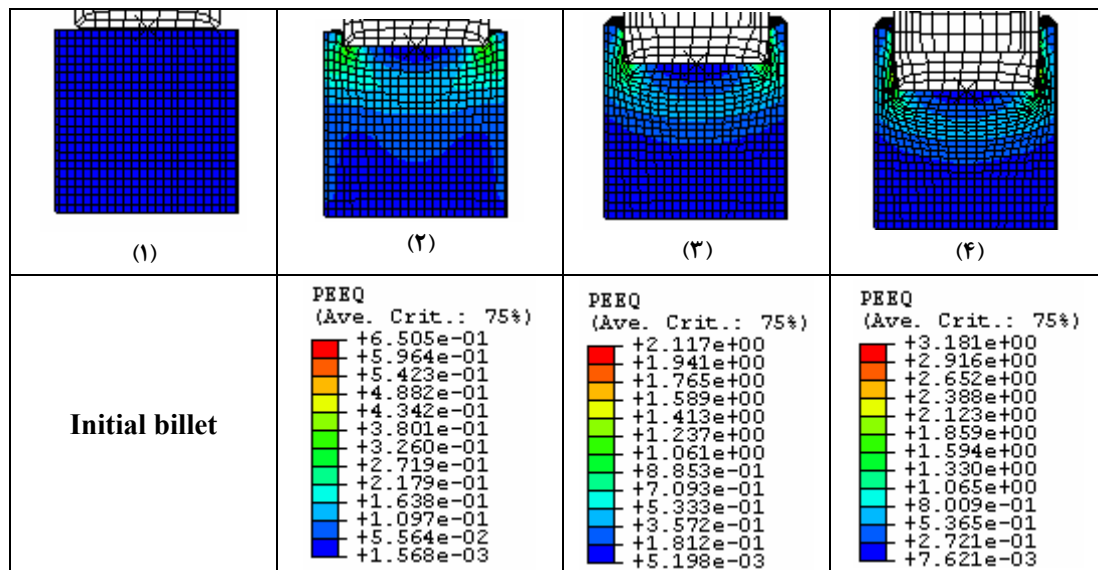 (۱)
(۲)
(۳)
(۴)
Initial billet
PEEQ
(Ave. Crit.: 75%)
+6.505e-01
+5.964e-01
+5.423e-01
+4.882e-01
+4.342e-01
+3.801e-01
+3.260e-01
+2.719e-01
+2.179e-01
+1.638e-01
+1.097e-01
+5.564e-02
+1.568e-03
PEEQ
(Ave. Crit.: 75%)
+2.117e+00
+1.941e+00
+1.765e+00
+1.589e+00
+1.413e+00
+1.237e+00
+1.061e+00
+8.853e-01
+7.093e-01
+5.333e-01
+3.572e-01
+1.812e-01
+5.198e-03
PEEQ
(Ave. Crit.: 75%)
+3.181e+00
+2.916e+00
+2.652e+00
+2.388e+00
+2.123e+00
+1.859e+00
+1.594e+00
+1.330e+00
+1.065e+00
+8.009e-01
+5.365e-01
+2.721e-01
+7.621e-03